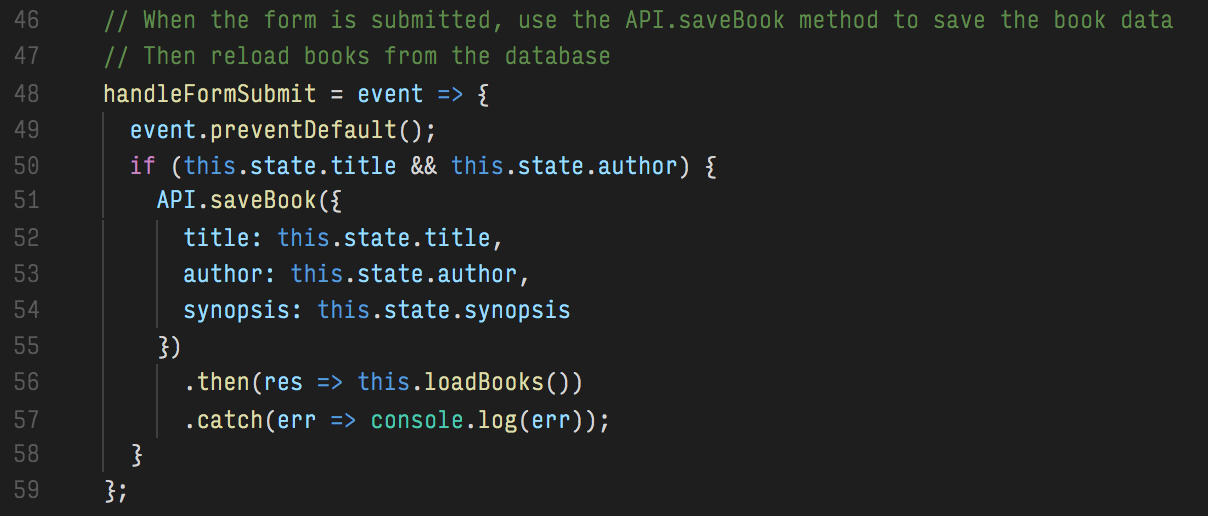 46 // When the form is submitted, use the API.saveBook method to save the book data
47 // Then reload books from the database
48 handleFormSubmit = event => {
49 event.preventDefault();
50 if (this.state.title && this.state.author) {
51 API.saveBook({
52 title: this.state.title,
53 author: this.state.author,
54 synopsis: this.state.synopsis
55 })
56 .then(res => this.loadBooks())
57 .catch(err => console.log(err));
58 }
59 };